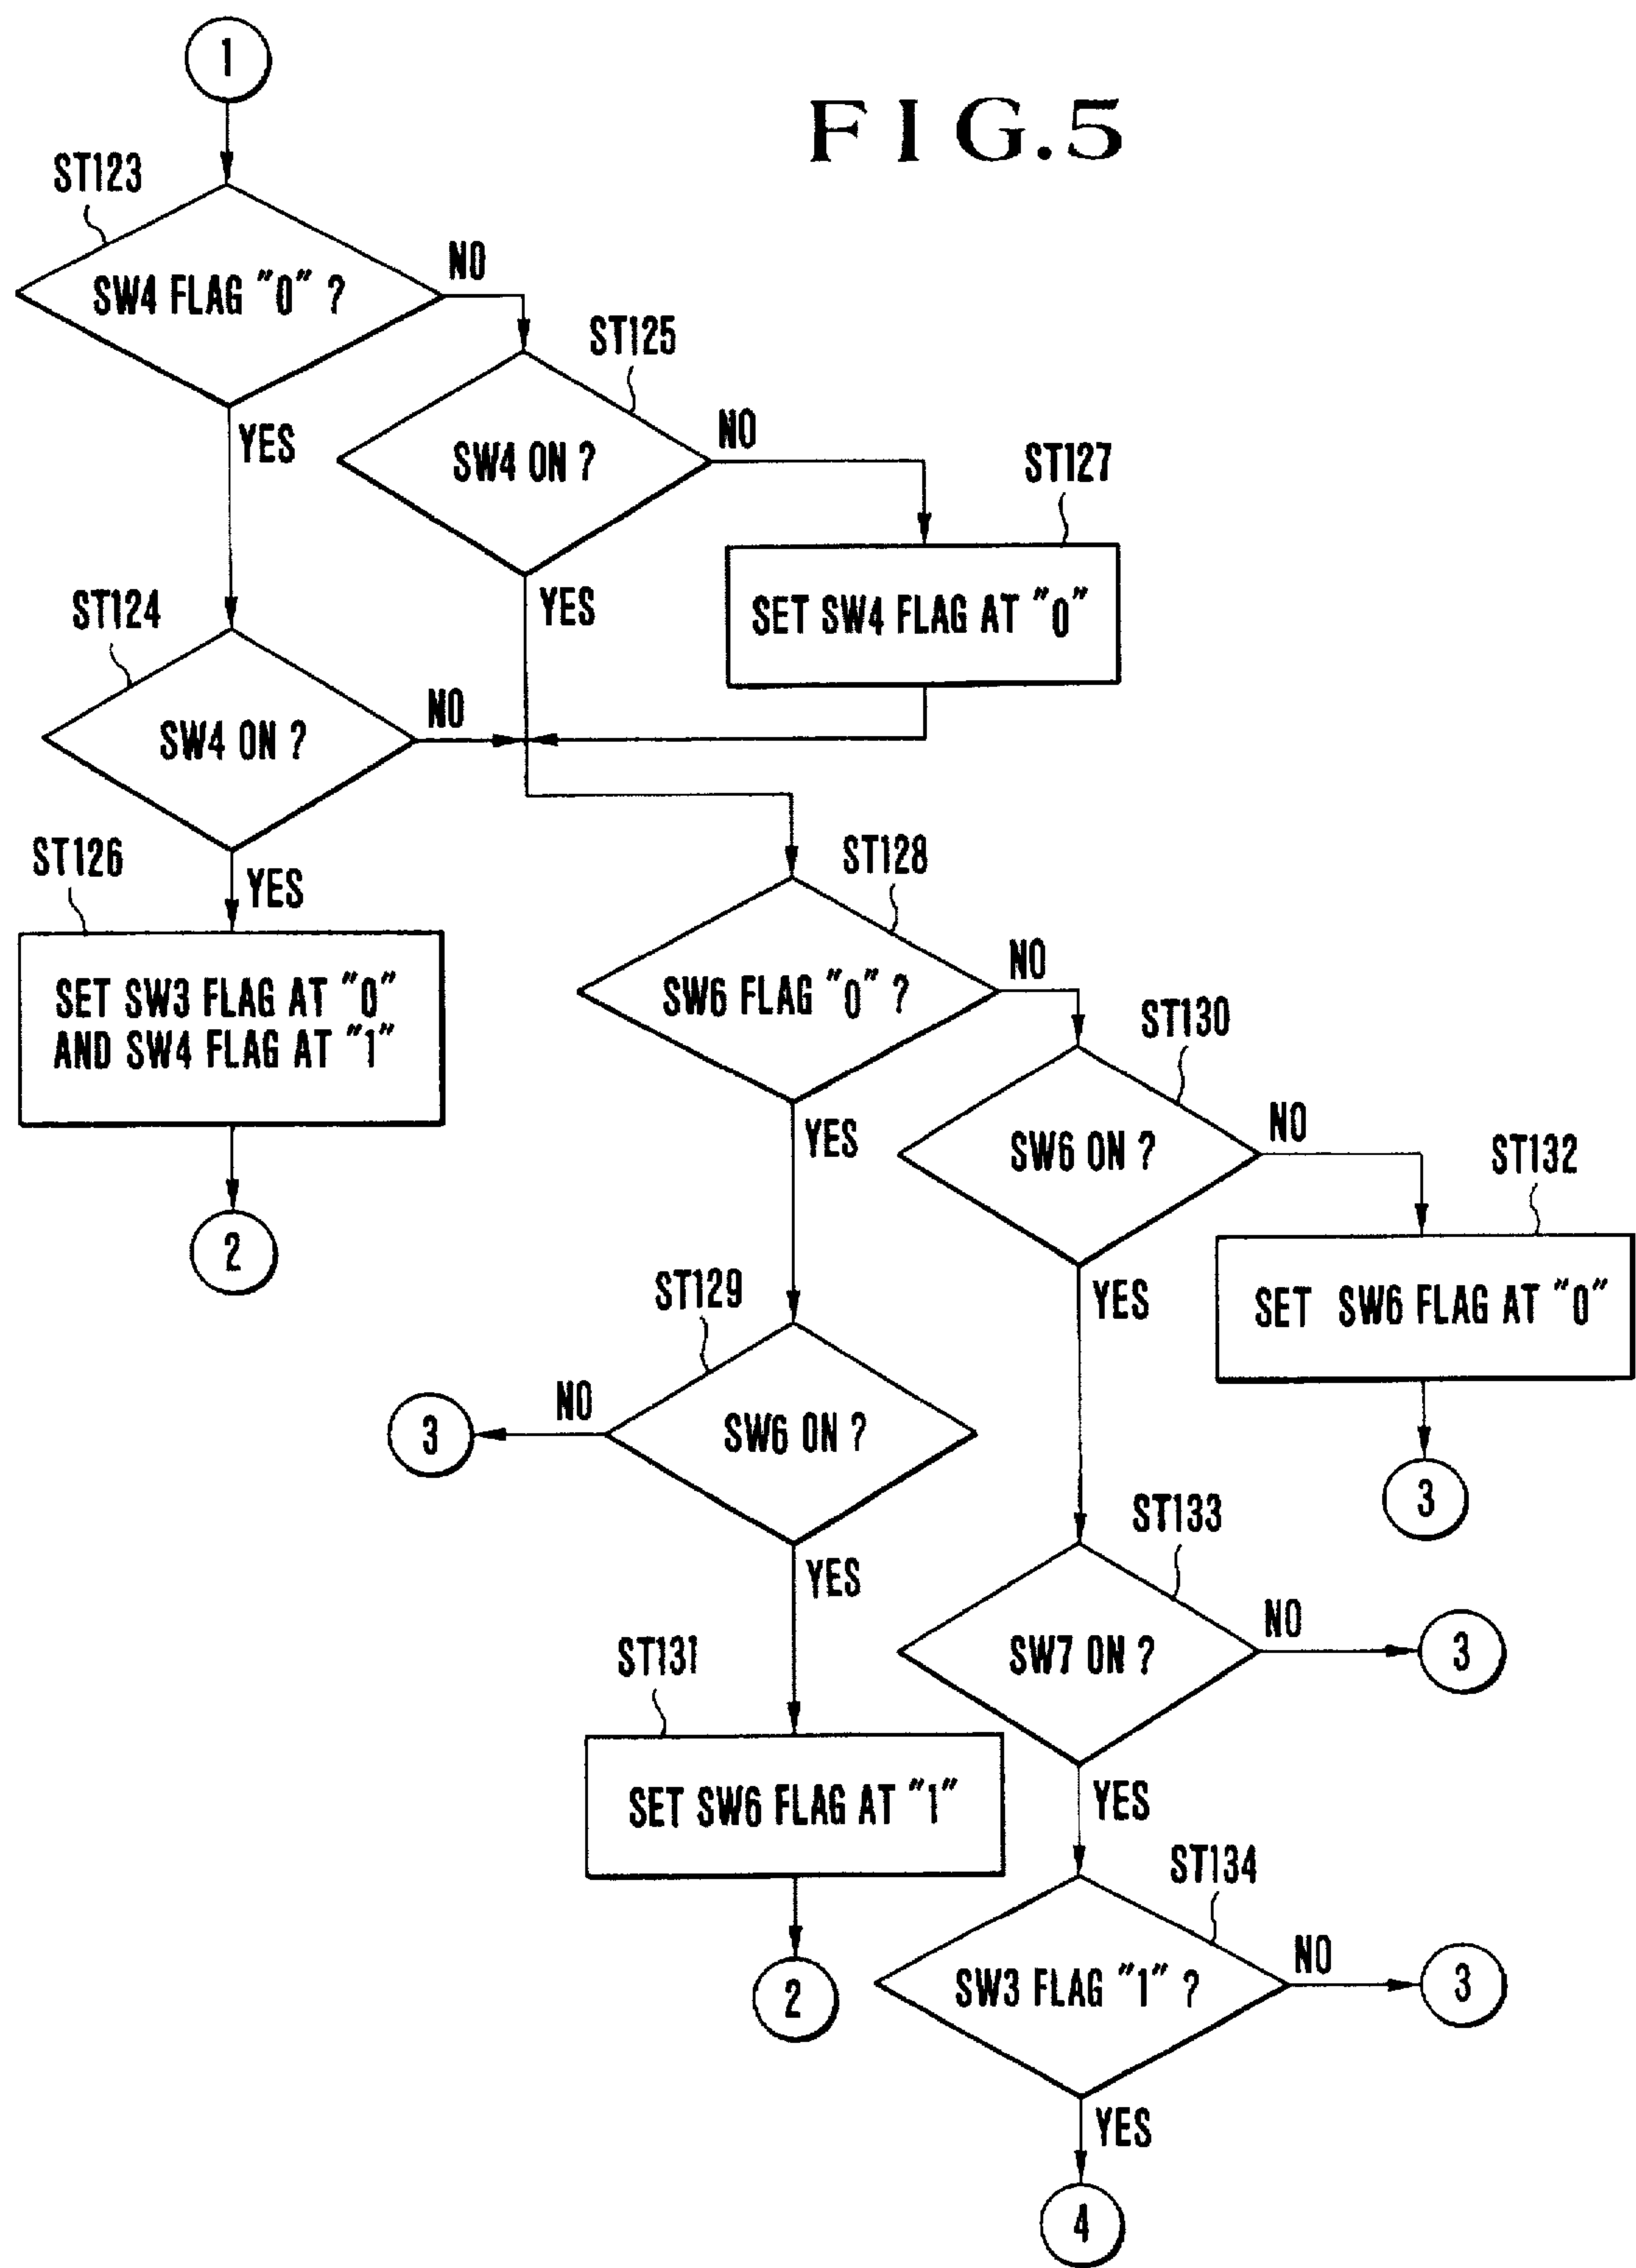 1
FIG.5
ST123
SW4 FLAG "0" ?
NO
YES
ST125
SW4 ON ?
NO
YES
ST127
SET SW4 FLAG AT "0"
ST124
SW4 ON ?
NO
YES
ST126
SET SW3 FLAG AT "0"
AND SW4 FLAG AT "1"
2
ST128
SW6 FLAG "0" ?
NO
YES
ST130
SW6 ON ?
NO
YES
ST132
SET SW6 FLAG AT "0"
3
ST129
SW6 ON ?
NO
3
YES
ST131
SET SW6 FLAG AT "1"
2
ST133
SW7 ON ?
NO
3
YES
ST134
SW3 FLAG "1" ?
NO
3
YES
4